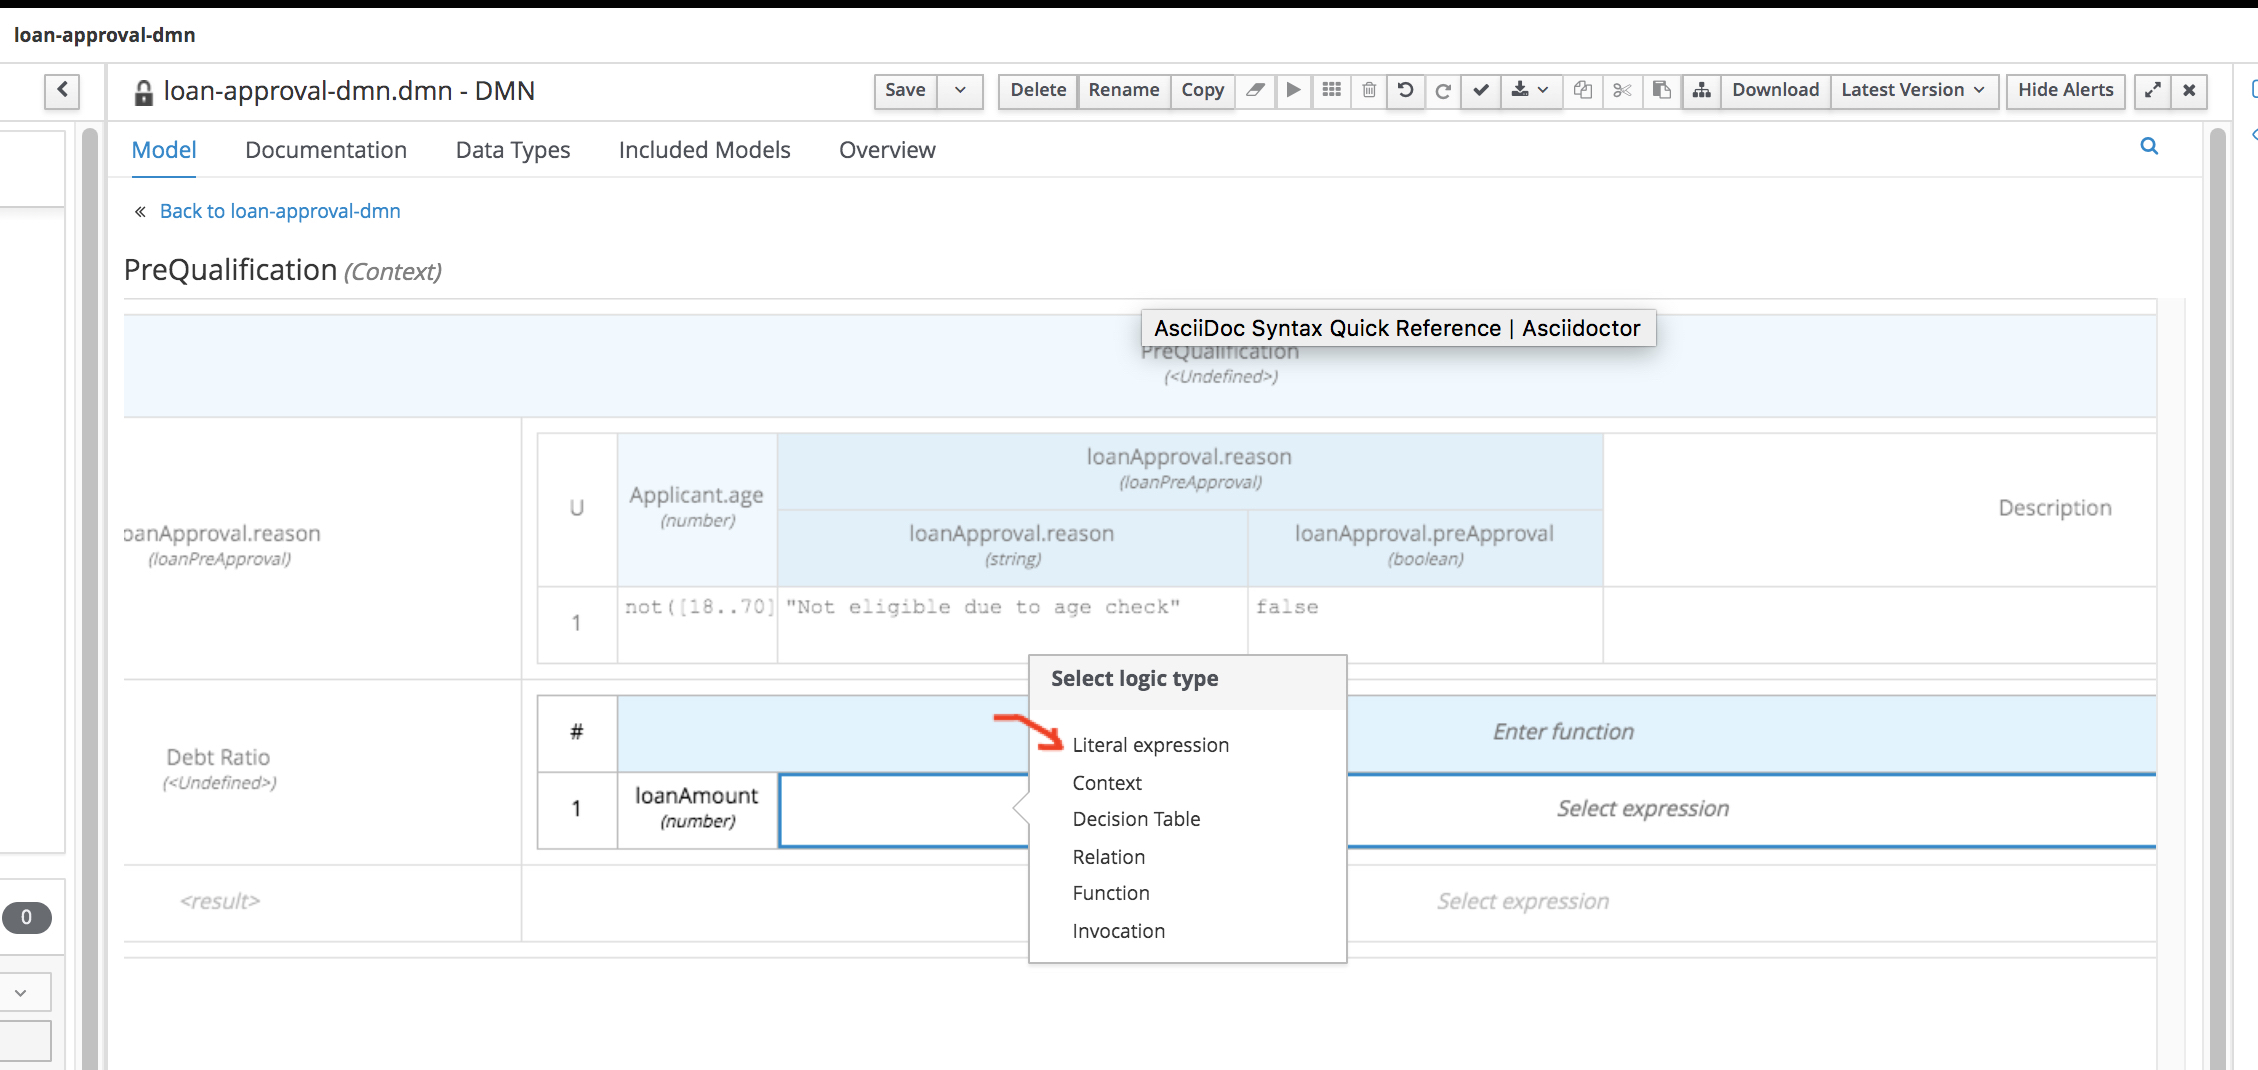 loan-approval-dmn
loan-approval-dmn.dmn - DMN
Save Delete Rename Copy Download Latest Version Hide Alerts
Model Documentation Data Types Included Models Overview
« Back to loan-approval-dmn
PreQualification (Context)
AsciiDoc Syntax Quick Reference | Asciidoctor
PreQualification
(<Undefined>)
oanApproval.reason
(loanPreApproval)
U
Applicant.age
(number)
loanApproval.reason
(loanPreApproval)
loanApproval.reason
(string)
loanApproval.preApproval
(boolean)
Description
1 not([18..70] "Not eligible due to age check" false
Debt Ratio
(<Undefined>)
# Enter function
1
loanAmount
(number)
Select expression
<result> Select expression
Select logic type
Literal expression
Context
Decision Table
Relation
Function
Invocation
0